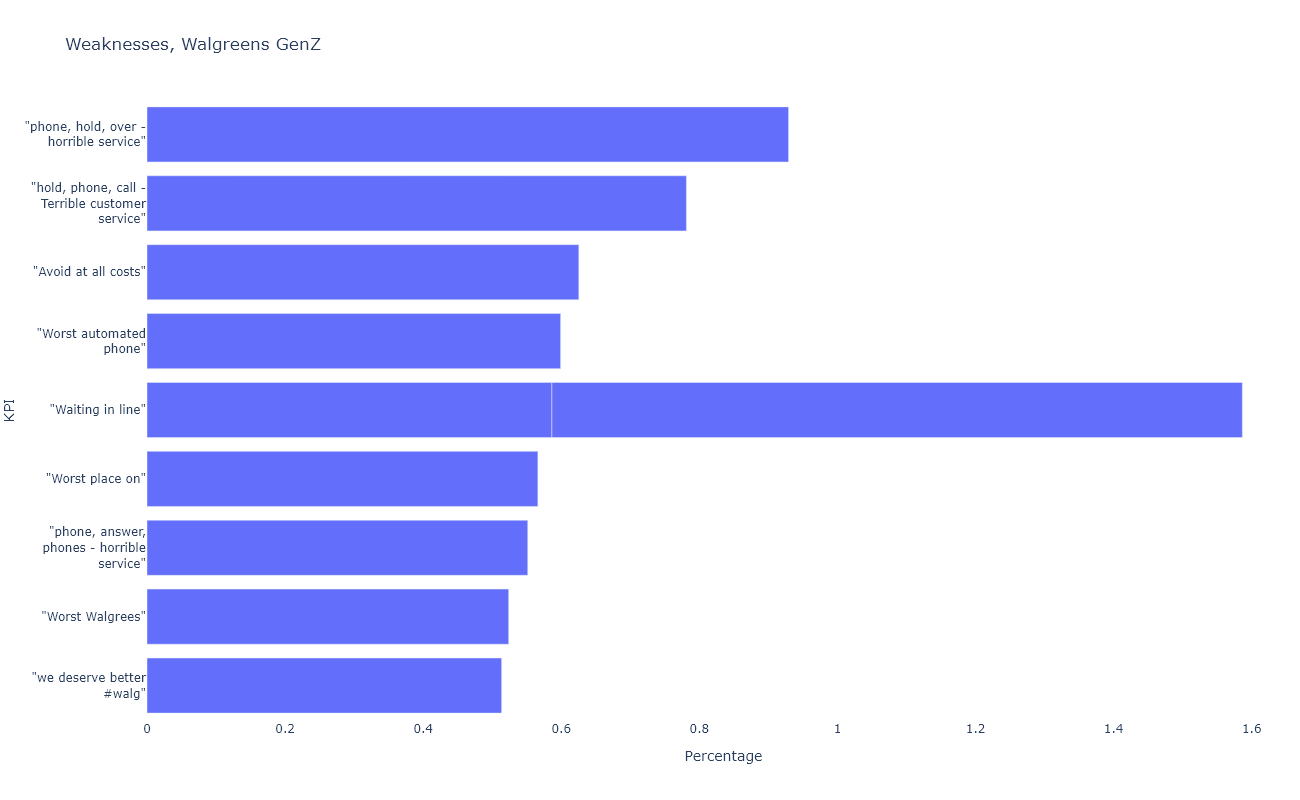 Weaknesses, Walgreens GenZ
"phone, hold, over -
horrible service"
"hold, phone, call -
Terrible customer
service"
"Avoid at all costs"
"Worst automated
phone"
KPI
"Waiting in line"
"Worst place on"
"phone, answer,
phones - horrible
service"
"Worst Walgrees"
"we deserve better
#walg"
0 0.2 0.4 0.6 0.8 1 1.2 1.4 1.6
Percentage